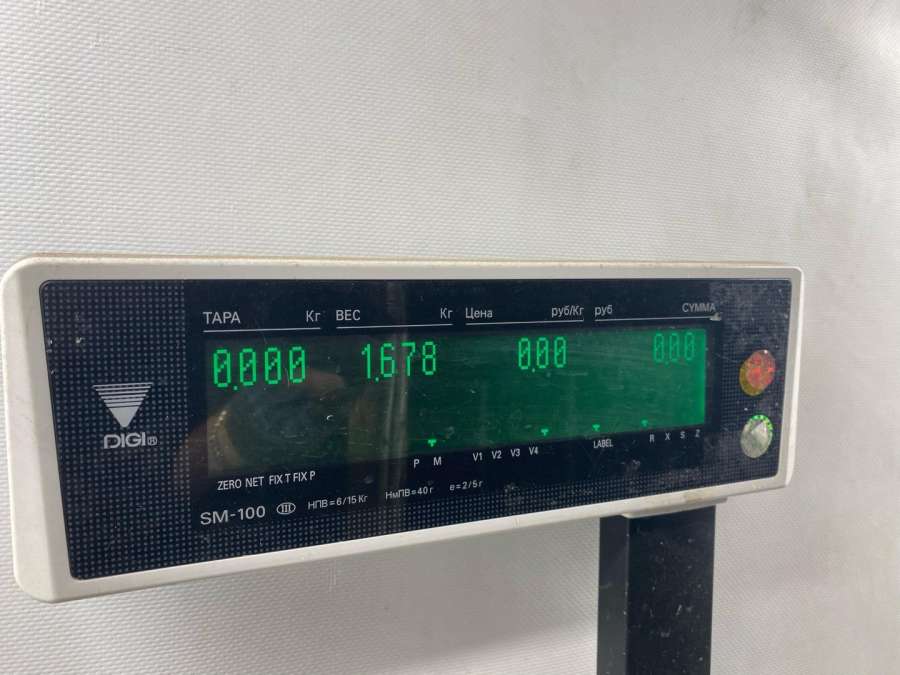 ТАРА Кг ВЕС Кг Цена руб/Кг руб СУММА
0.000 1.678 0.00 0.00
DIGI®
P M V1 V2 V3 V4 LABEL R X S Z
ZERO NET FIX T FIX P
SM-100 III НПВ=6/15 Кг НмПВ=40 г e=2/5 г